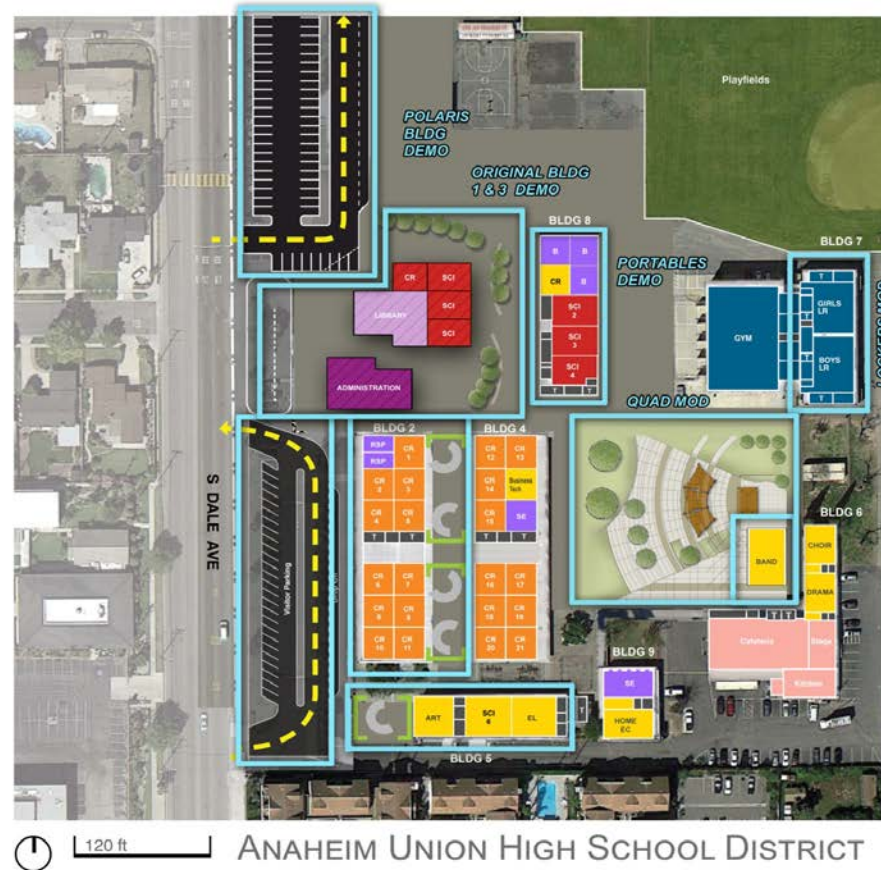 Playfields
POLARIS
BLDG
DEMO
ORIGINAL BLDG
1 & 3 DEMO
BLDG 8
B
B
CR
B
SCI
2
SCI
3
SCI
4
T
T
PORTABLES
DEMO
BLDG 7
T
GIRLS
LR
T
T
BOYS
LR
T
GYM
LOCKERS MOD
CR
SCI
LIBRARY
SCI
SCI
ADMINISTRATION
QUAD MOD
S DALE AVE
Visitor Parking
BLDG 2
RSP
CR
1
RSP
CR
2
CR
3
CR
4
CR
5
T
T
T
CR
6
CR
7
CR
8
CR
9
CR
10
CR
11
BLDG 4
CR
12
CR
13
CR
14
Business
Tech
CR
15
SE
T
T
T
CR
16
CR
17
CR
18
CR
19
CR
20
CR
21
BAND
BLDG 6
CHOIR
DRAMA
T
T
Cafeteria
Stage
Kitchen
BLDG 9
SE
HOME
EC
ART
SCI
6
EL
T
BLDG 5
120 ft
ANAHEIM UNION HIGH SCHOOL DISTRICT